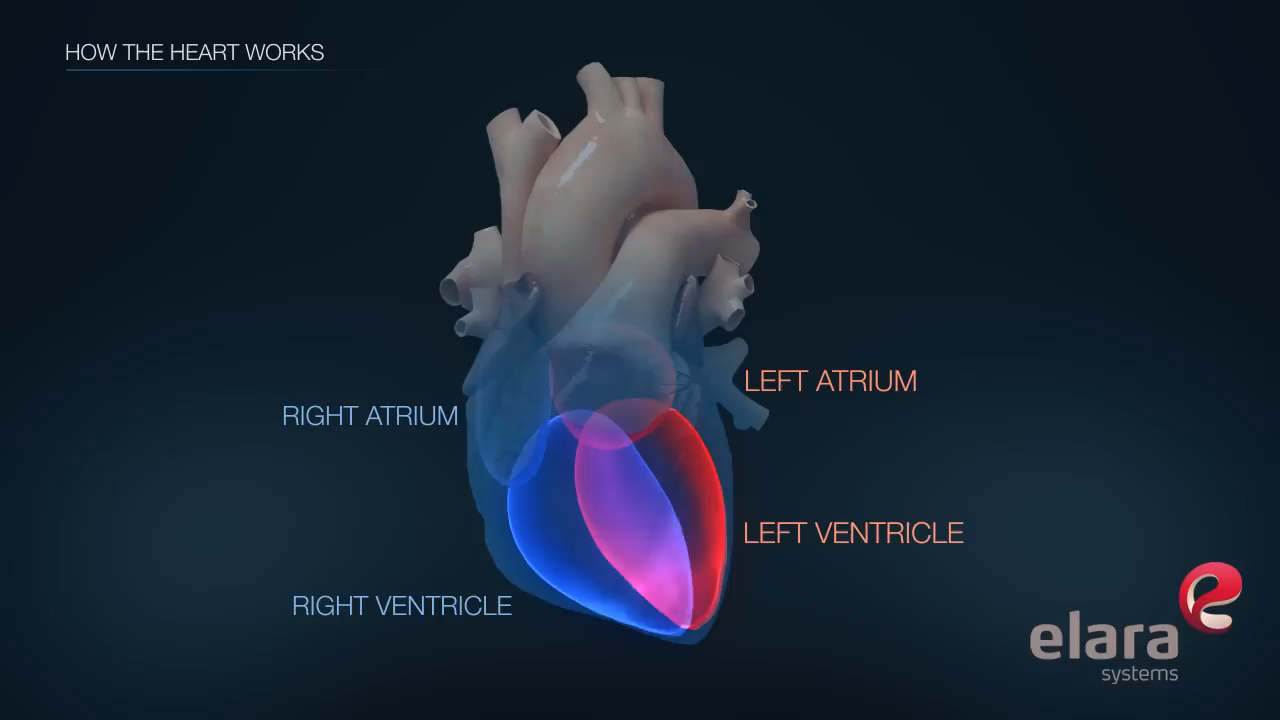 HOW THE HEART WORKS
LEFT ATRIUM
RIGHT ATRIUM
LEFT VENTRICLE
RIGHT VENTRICLE
elara
systems